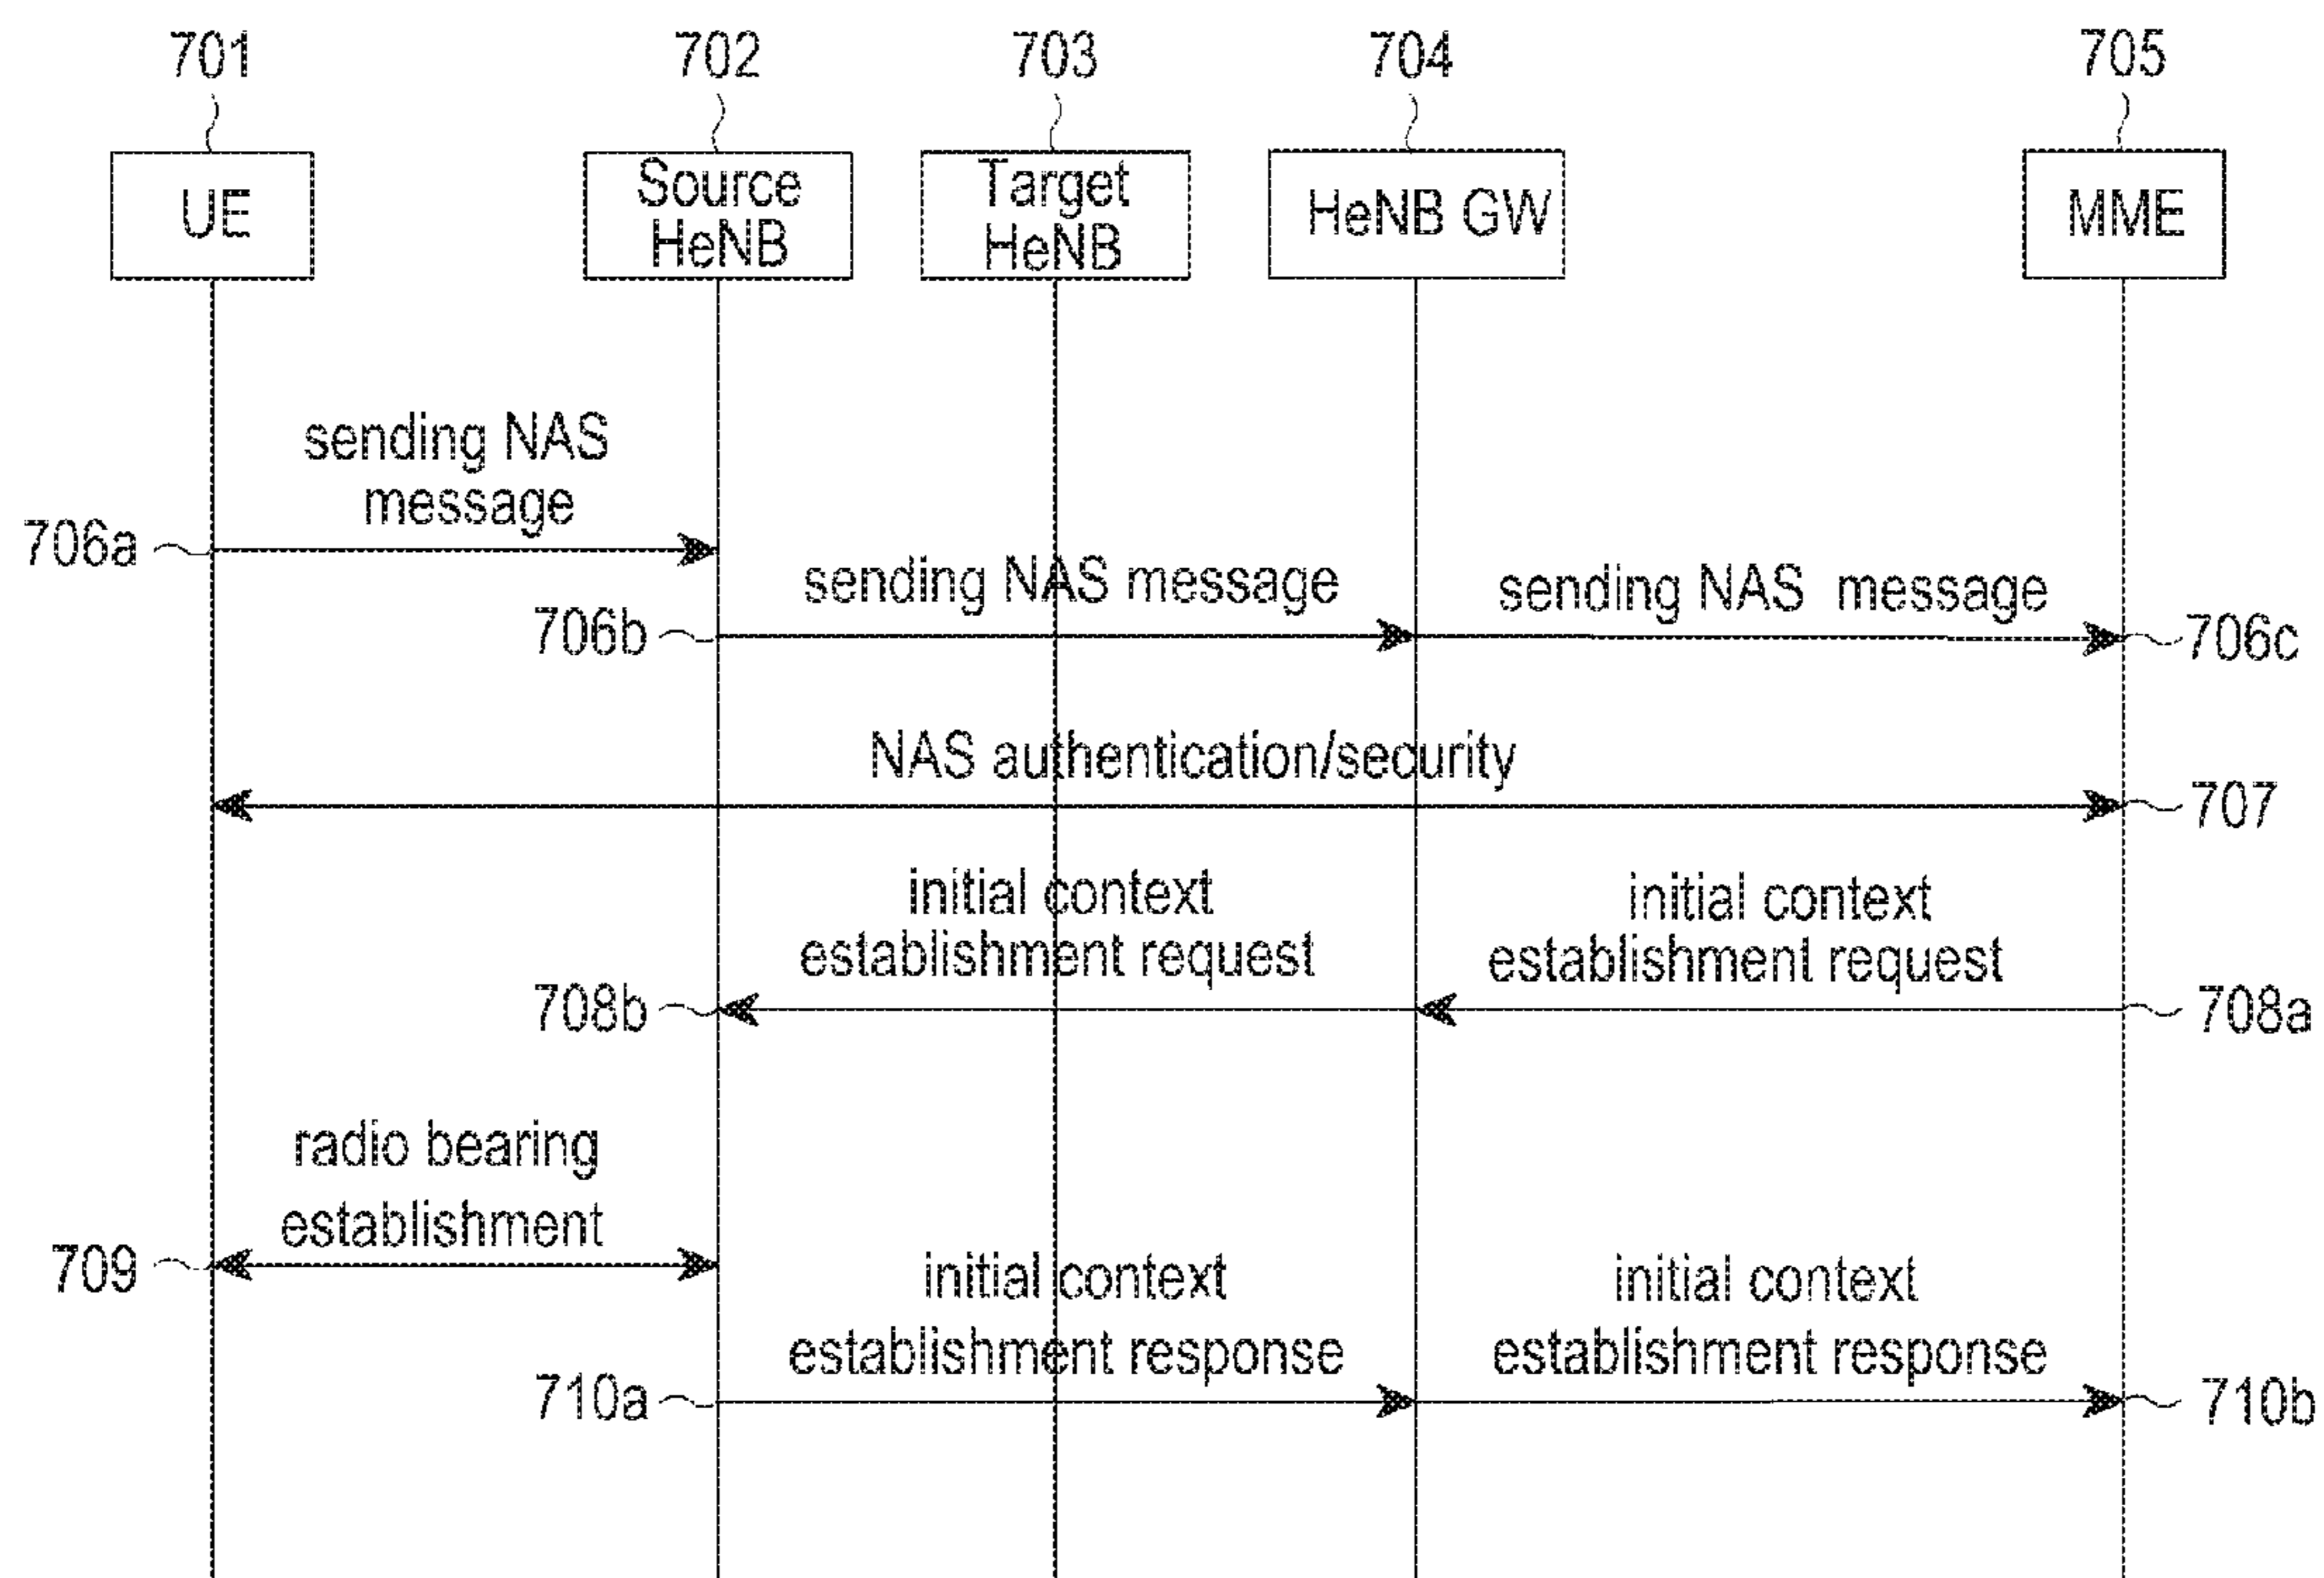 701
702
703
704
705
UE
Source
HeNB
Target
HeNB
HeNB GW
MME
sending NAS
message
706a
sending NAS message
706b
sending NAS message
706c
NAS authentication/security
707
initial context
establishment request
708b
initial context
establishment request
708a
radio bearing
establishment
709
initial context
establishment response
710a
initial context
establishment response
710b